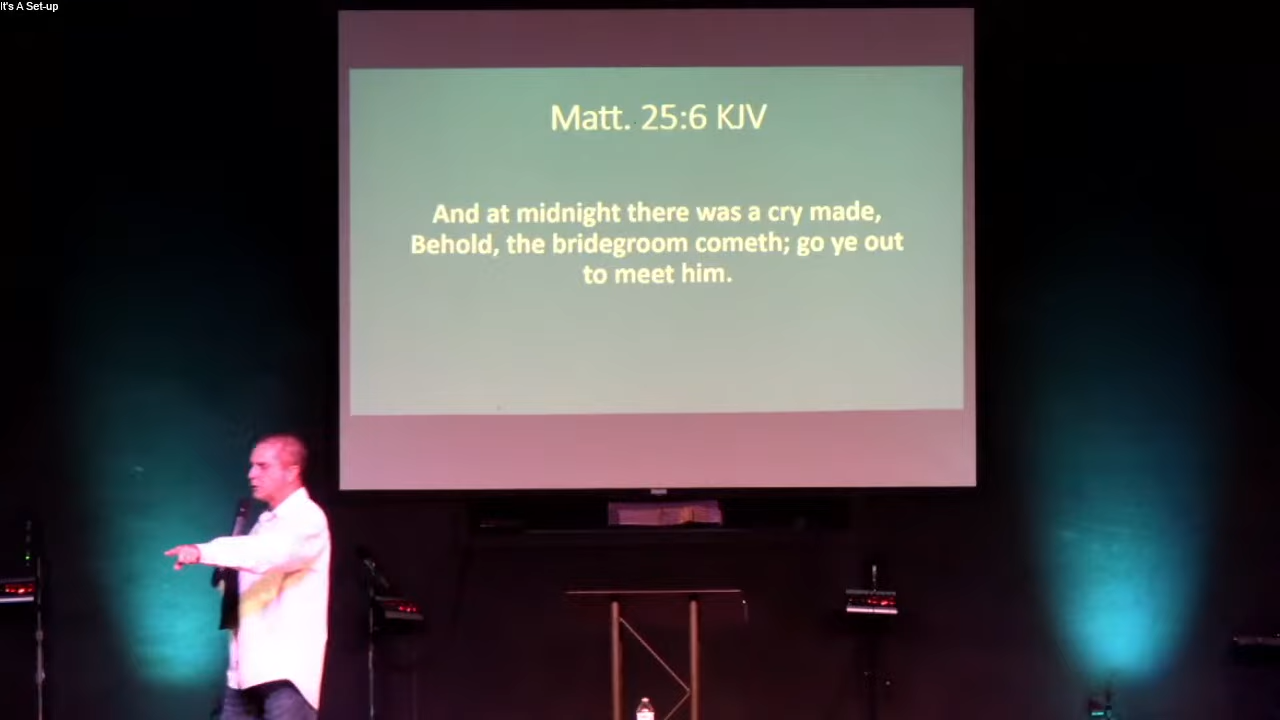 It's A Set-up
Matt. 25:6 KJV
And at midnight there was a cry made,
Behold, the bridegroom cometh; go ye out
to meet him.